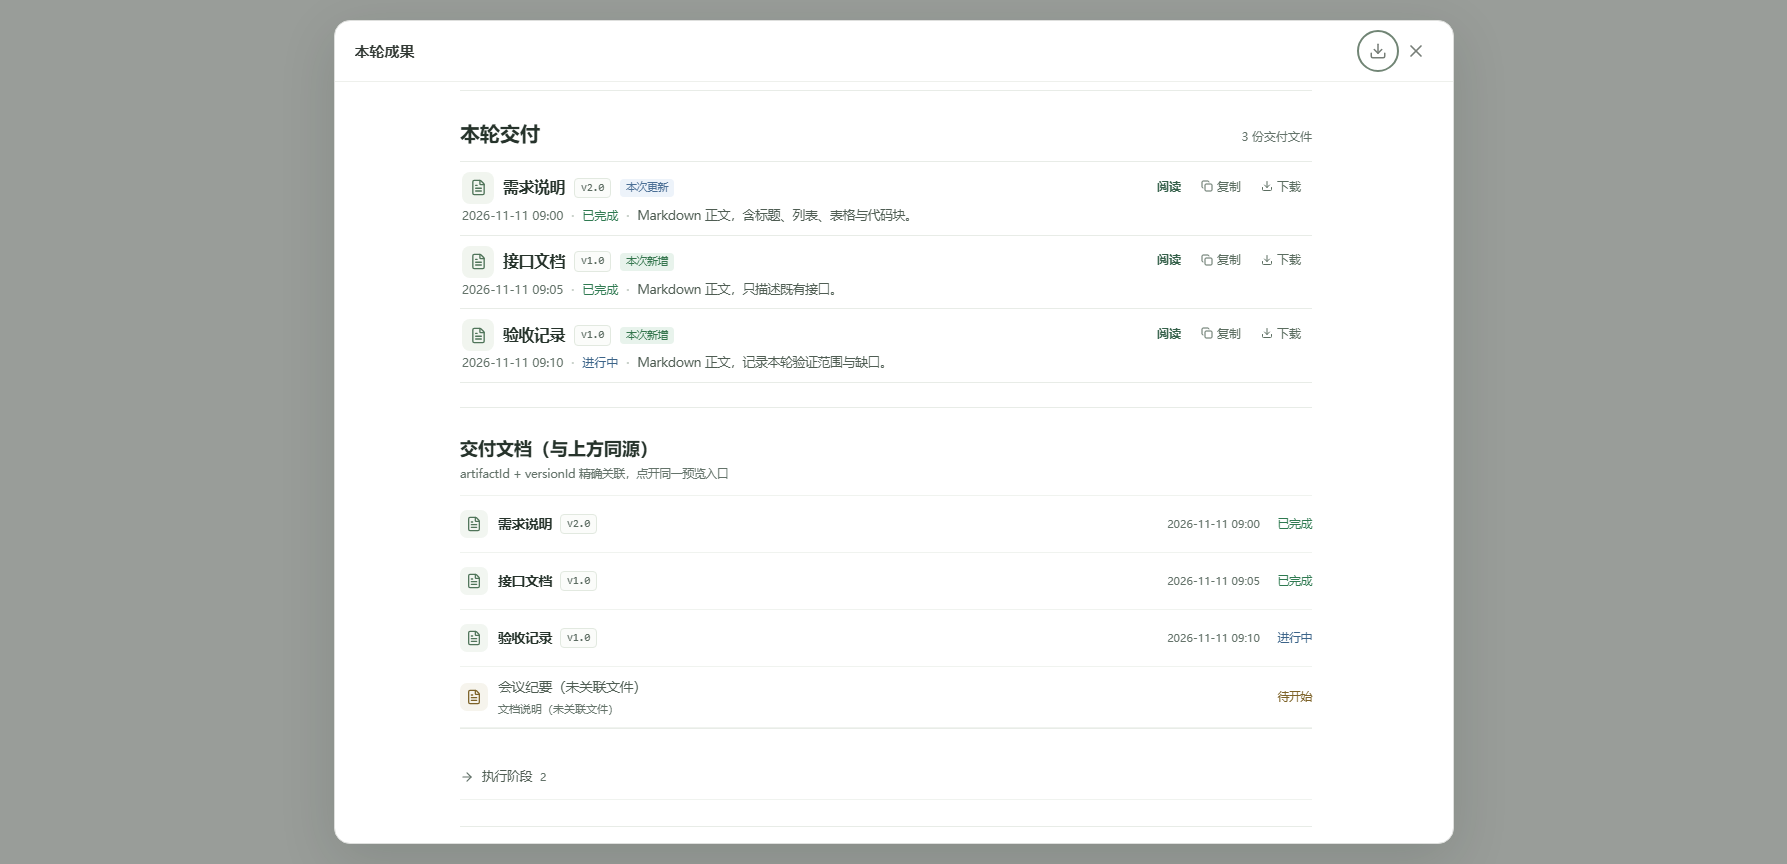 本轮成果
本轮交付
3 份交付文件
需求说明 v2.0 本次更新 阅读 复制 下载
2026-11-11 09:00 · 已完成 · Markdown 正文，含标题、列表、表格与代码块。
接口文档 v1.0 本次新增 阅读 复制 下载
2026-11-11 09:05 · 已完成 · Markdown 正文，只描述既有接口。
验收记录 v1.0 本次新增 阅读 复制 下载
2026-11-11 09:10 · 进行中 · Markdown 正文，记录本轮验证范围与缺口。
交付文档（与上方同源）
artifactId + versionId 精确关联，点开同一预览入口
需求说明 v2.0 2026-11-11 09:00 已完成
接口文档 v1.0 2026-11-11 09:05 已完成
验收记录 v1.0 2026-11-11 09:10 进行中
会议纪要（未关联文件） 待开始
文档说明（未关联文件）
执行阶段 2